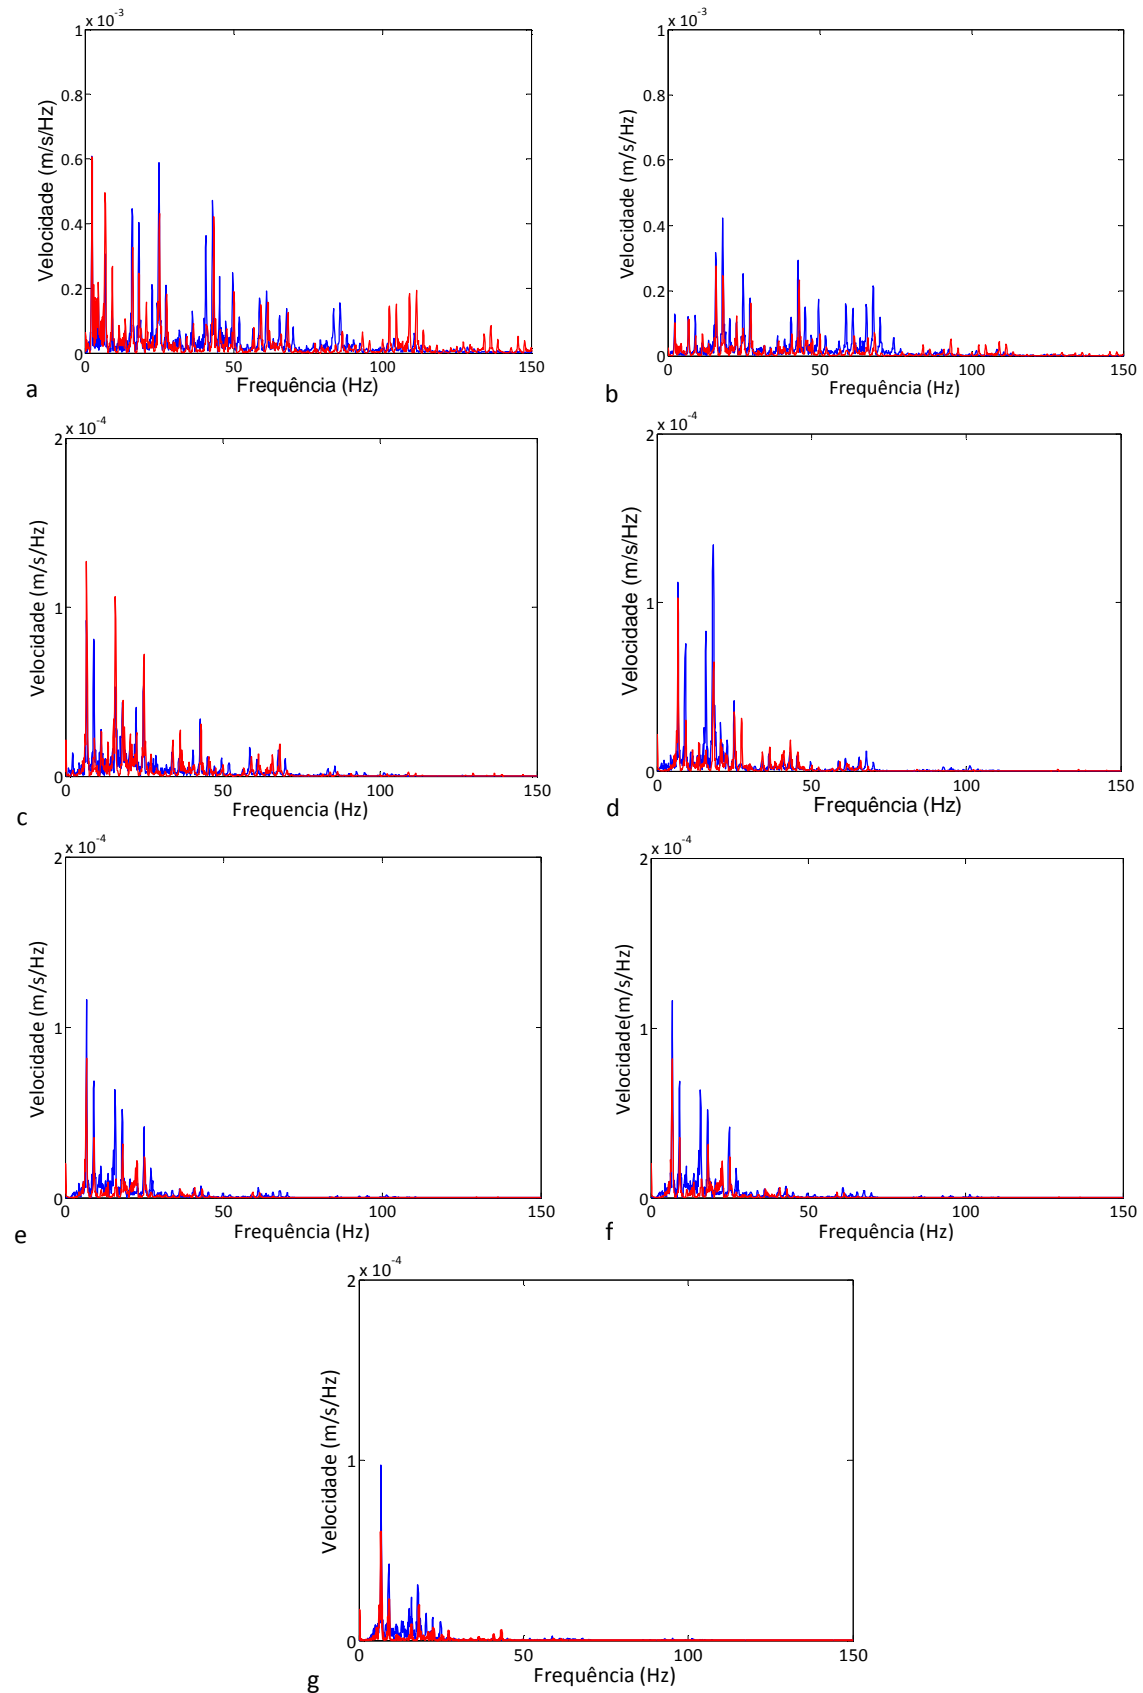 x 10⁻³
1
0.8
0.6
0.4
0.2
0
0 50 100 150
Velocidade (m/s/Hz)
Frequência (Hz)
a
x 10⁻³
1
0.8
0.6
0.4
0.2
0
0 50 100 150
Velocidade (m/s/Hz)
Frequência (Hz)
b
x 10⁻⁴
2
1
0
0 50 100 150
Velocidade (m/s/Hz)
Frequencia (Hz)
c
x 10⁻⁴
2
1
0
0 50 100 150
Velocidade (m/s/Hz)
Frequência (Hz)
d
x 10⁻⁴
2
1
0
0 50 100 150
Velocidade (m/s/Hz)
Frequência (Hz)
e
x 10⁻⁴
2
1
0
0 50 100 150
Velocidade(m/s/Hz)
Frequência (Hz)
f
x 10⁻⁴
2
1
0
0 50 100 150
Velocidade (m/s/Hz)
Frequência (Hz)
g